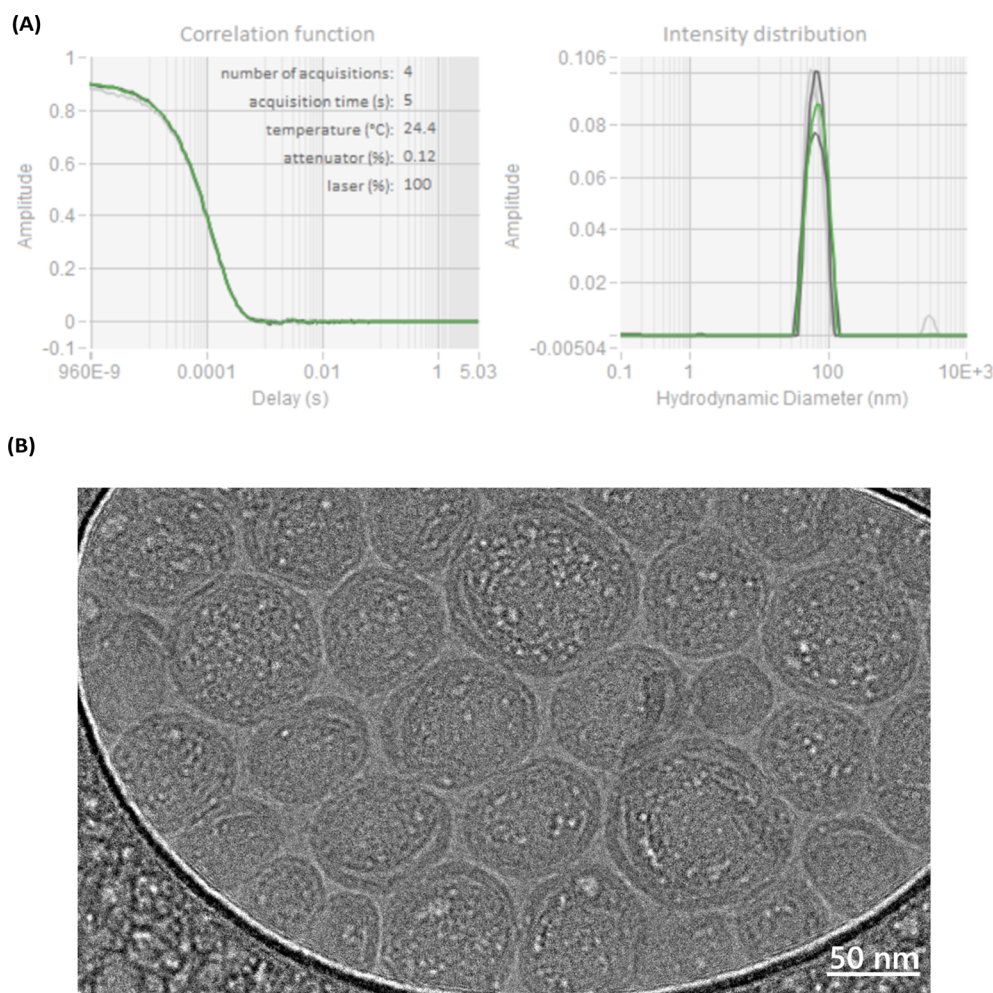 (A)
Correlation function
number of acquisitions: 4
acquisition time (s): 5
temperature (°C): 24.4
attenuator (%): 0.12
laser (%): 100
Amplitude
1
0.8
0.6
0.4
0.2
0
-0.1
960E-9 0.0001 0.01 1 5.03
Delay (s)
Intensity distribution
Amplitude
0.106
0.08
0.06
0.04
0.02
-0.00504
0.1 1 100 10E+3
Hydrodynamic Diameter (nm)
(B)
50 nm